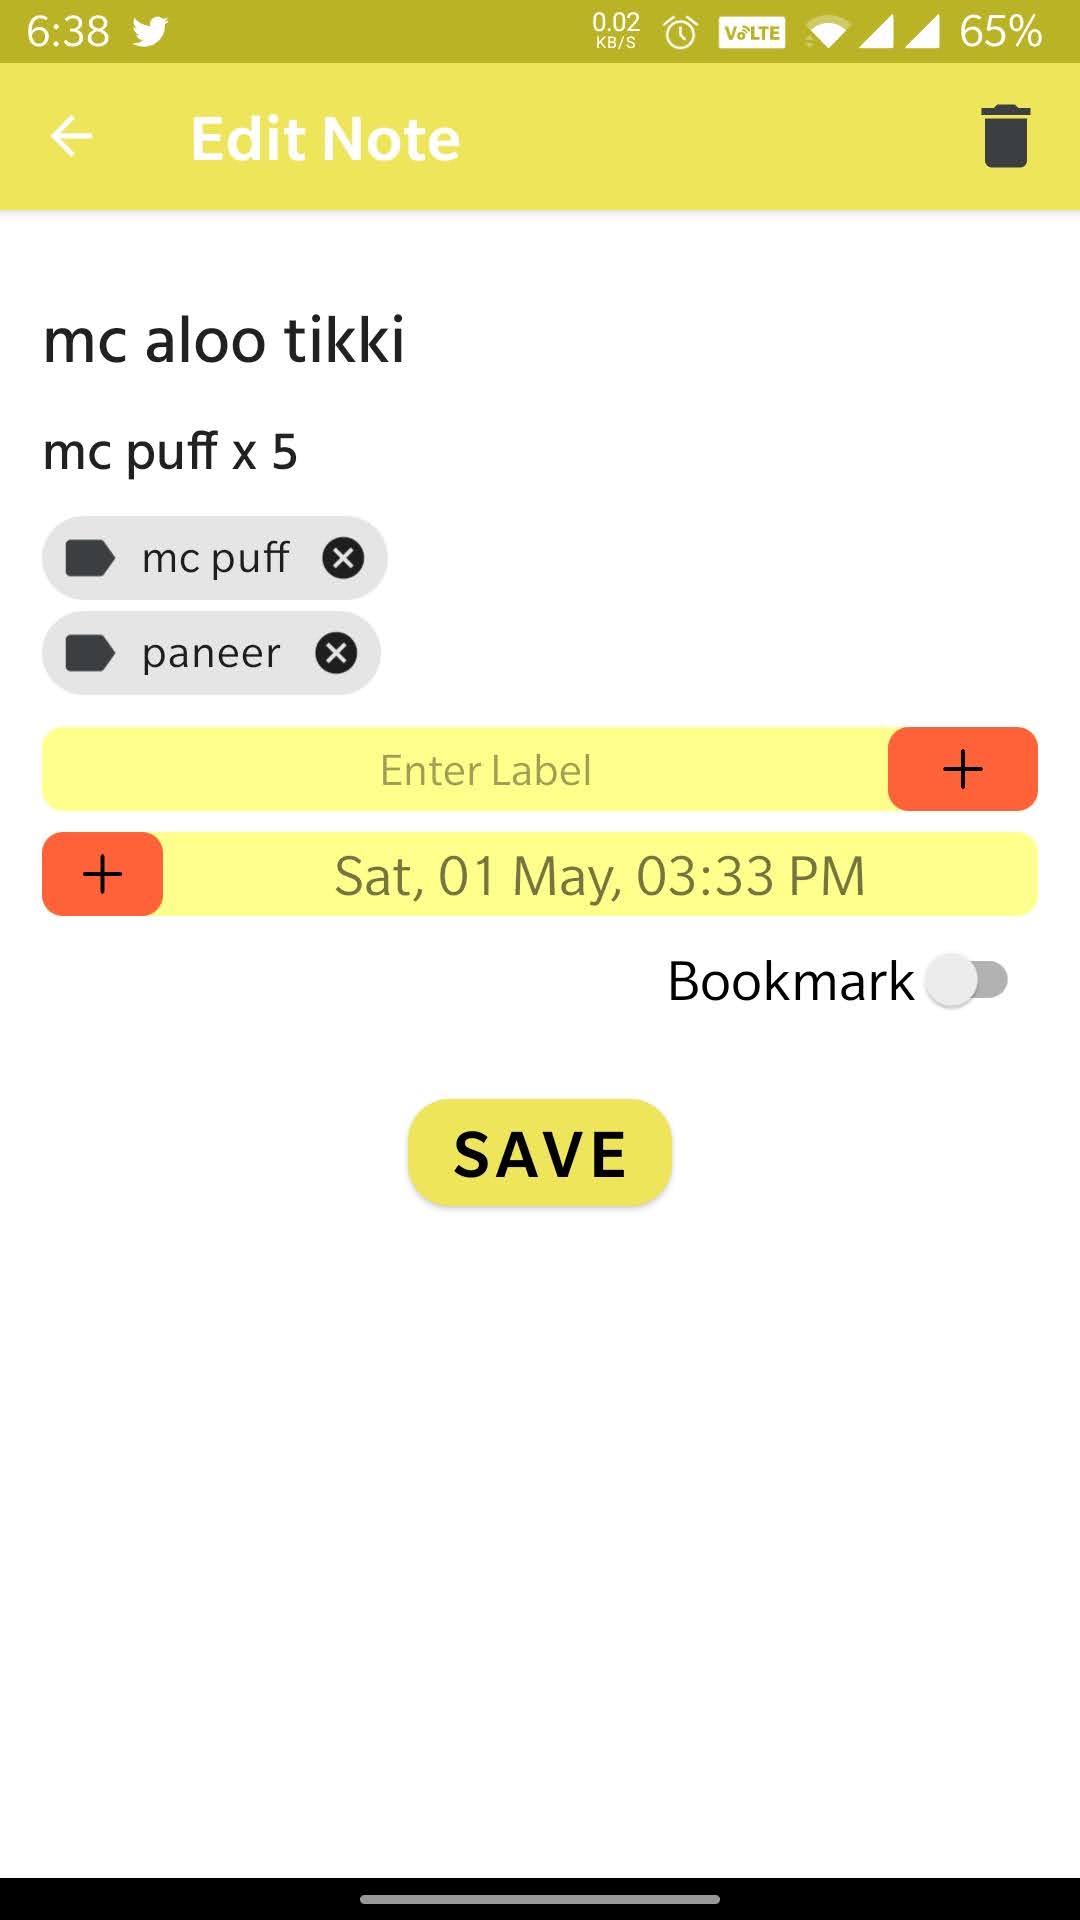 6:38 0.02 KB/S VoLTE 65%
Edit Note
mc aloo tikki
mc puff x 5
mc puff
paneer
Enter Label
Sat, 01 May, 03:33 PM
Bookmark
SAVE